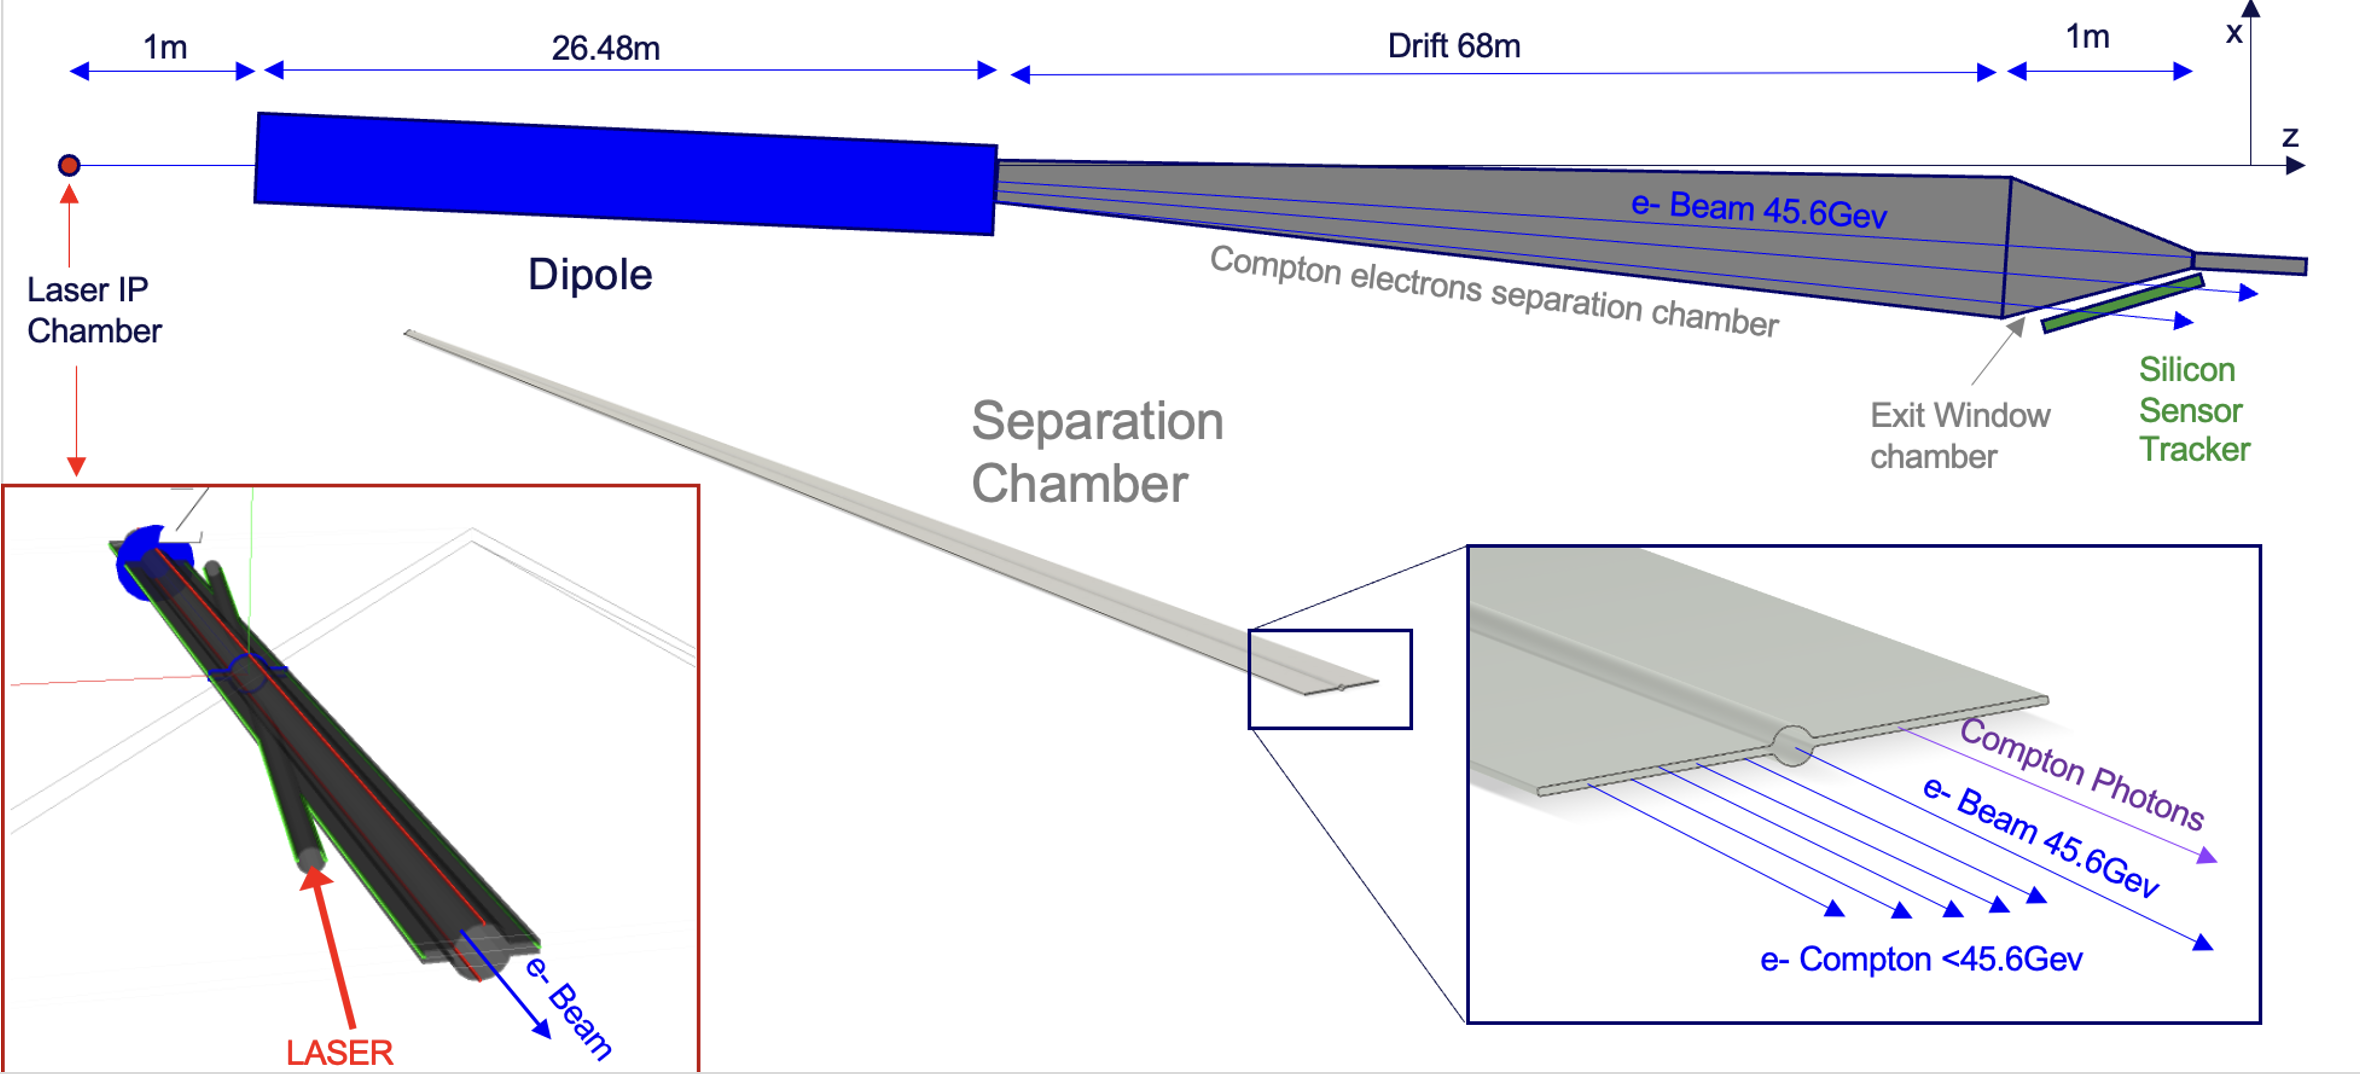 1m
26.48m
Drift 68m
1m
x
z
e- Beam 45.6Gev
Compton electrons separation chamber
Dipole
Laser IP
Chamber
Silicon
Sensor
Tracker
Exit Window
chamber
Separation
Chamber
Compton Photons
e- Beam 45.6Gev
e- Compton <45.6Gev
e- Beam
LASER